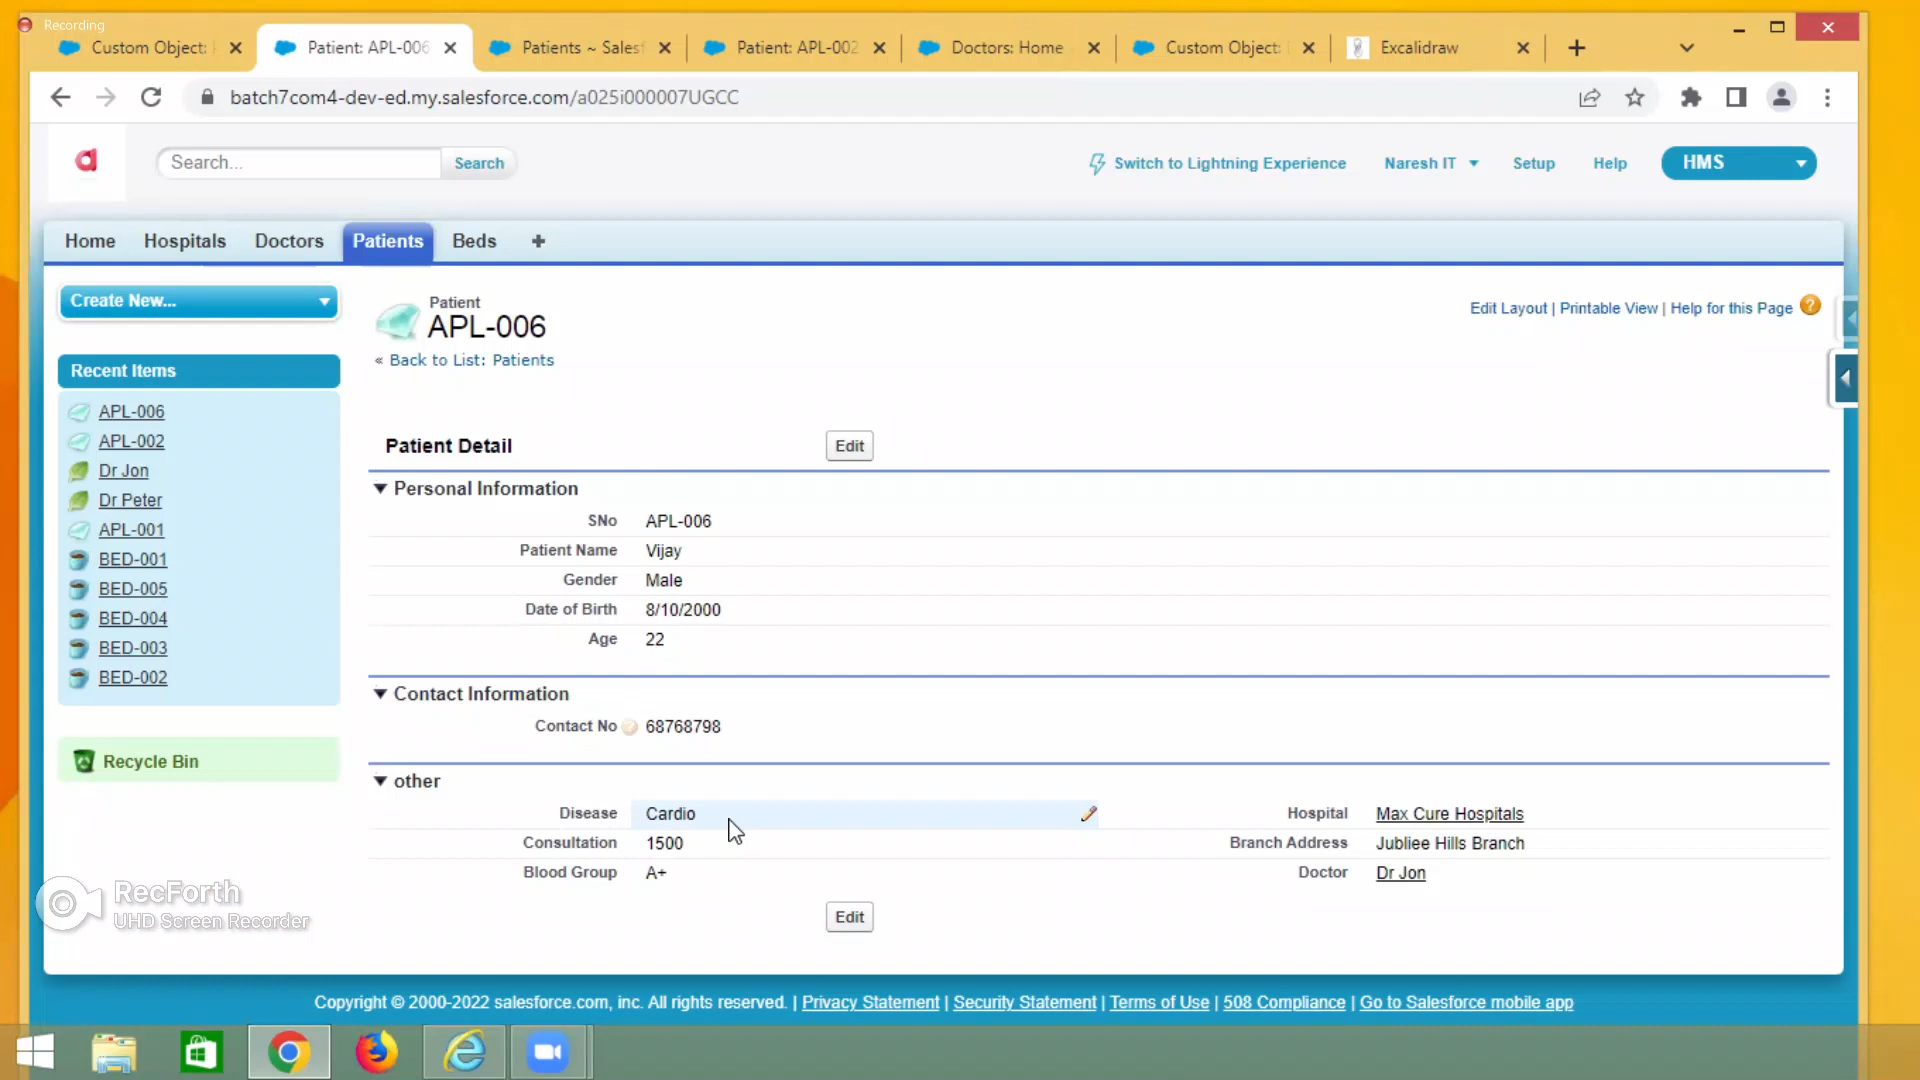 Recording
Custom Object:
Patient: APL-006
Patients ~ Sales
Patient: APL-002
Doctors: Home
Custom Object:
Excalidraw
batch7com4-dev-ed.my.salesforce.com/a025i000007UGCC
Search...
Search
Switch to Lightning Experience
Naresh IT
Setup
Help
HMS
Home
Hospitals
Doctors
Patients
Beds
Create New...
Patient
APL-006
« Back to List: Patients
Edit Layout | Printable View | Help for this Page
Recent Items
APL-006
APL-002
Dr Jon
Dr Peter
APL-001
BED-001
BED-005
BED-004
BED-003
BED-002
Recycle Bin
Patient Detail
Edit
Personal Information
SNo APL-006
Patient Name Vijay
Gender Male
Date of Birth 8/10/2000
Age 22
Contact Information
Contact No 68768798
other
Disease Cardio
Hospital Max Cure Hospitals
Consultation 1500
Branch Address Jubliee Hills Branch
Blood Group A+
Doctor Dr Jon
Edit
RecForth
UHD Screen Recorder
Copyright © 2000-2022 salesforce.com, inc. All rights reserved. | Privacy Statement | Security Statement | Terms of Use | 508 Compliance | Go to Salesforce mobile app